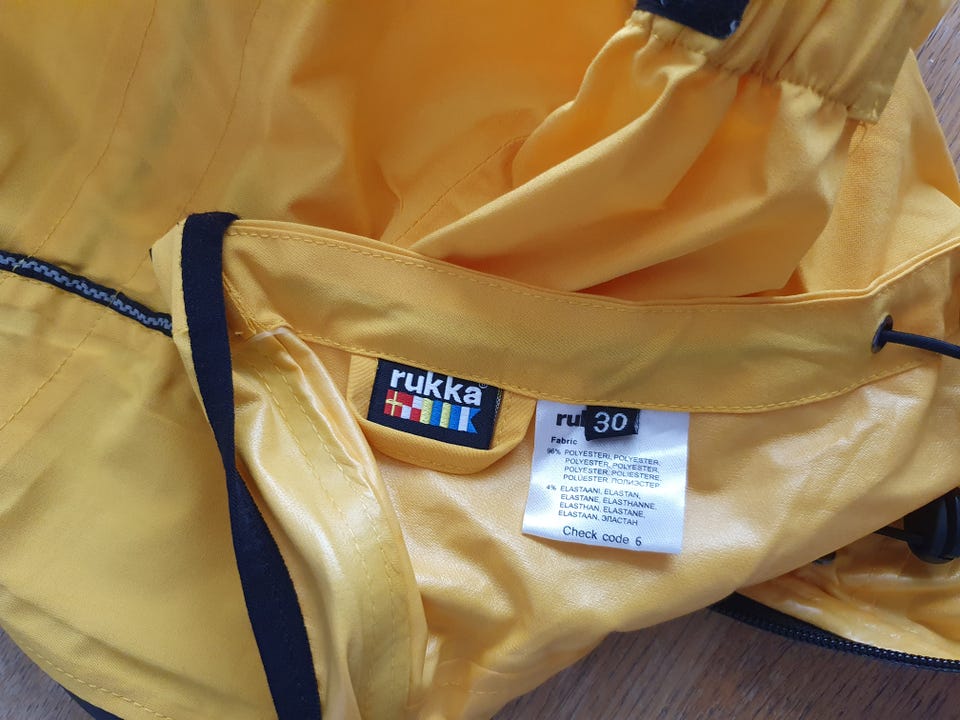 rukka®
ru
30
Fabric
96% POLYESTERI, POLYESTER,
POLYESTER, POLYESTER,
POLYESTER, POLIESTERE,
POLÚESTER, ПОЛИЭСТЕР
4% ELASTAANI, ELASTAN,
ELASTANE, ELASTHANNE,
ELASTHAN, ELASTANE,
ELASTAAN, ЭЛАСТАН
Check code 6